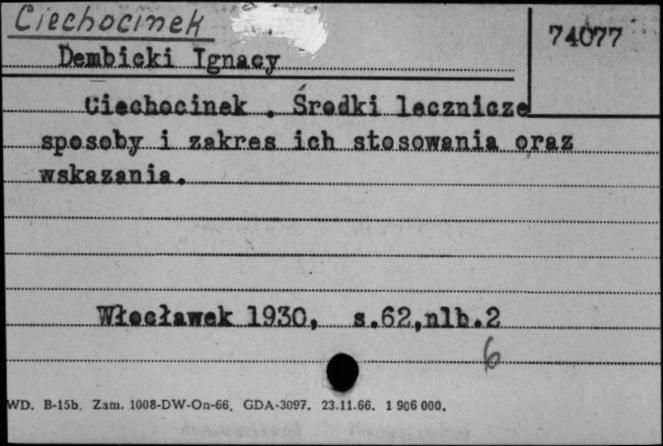 Ciechocinek
74077
Dembicki Ignacy
Ciechocinek . Środki lecznicze
sposoby i zakres ich stosowania oraz
wskazania.
Włocławek 1930, s.62,nlb.2
6
WD. B-15b. Zam. 1008-DW-On-66. GDA-3097. 23.11.66. 1 906 000.